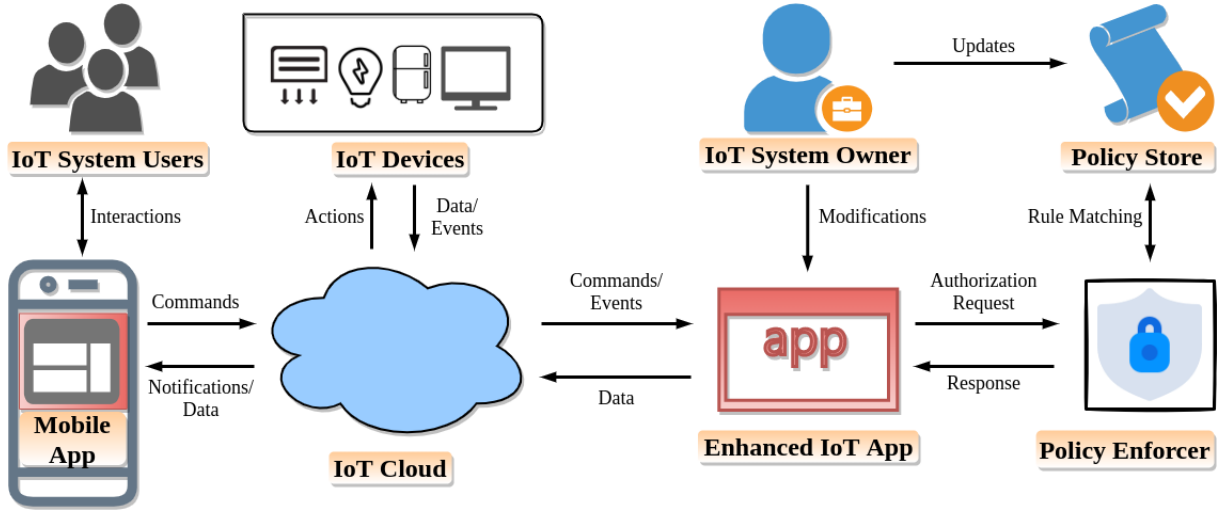 Updates
IoT System Users
IoT Devices
IoT System Owner
Policy Store
Interactions
Actions
Data/
Events
Modifications
Rule Matching
Commands
Commands/
Events
Authorization
Request
app
Notifications/
Data
Data
Response
Mobile
App
IoT Cloud
Enhanced IoT App
Policy Enforcer